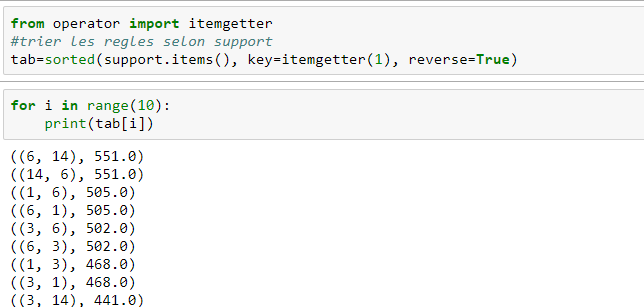 from operator import itemgetter
#trier les regles selon support
tab=sorted(support.items(), key=itemgetter(1), reverse=True)
for i in range(10):
    print(tab[i])
((6, 14), 551.0)
((14, 6), 551.0)
((1, 6), 505.0)
((6, 1), 505.0)
((3, 6), 502.0)
((6, 3), 502.0)
((1, 3), 468.0)
((3, 1), 468.0)
((3, 14), 441.0)